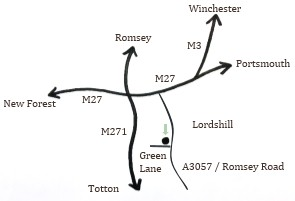 Winchester
Romsey
M3
Portsmouth
M27
New Forest
M27
M271
Lordshill
Green
Lane
A3057 / Romsey Road
Totton